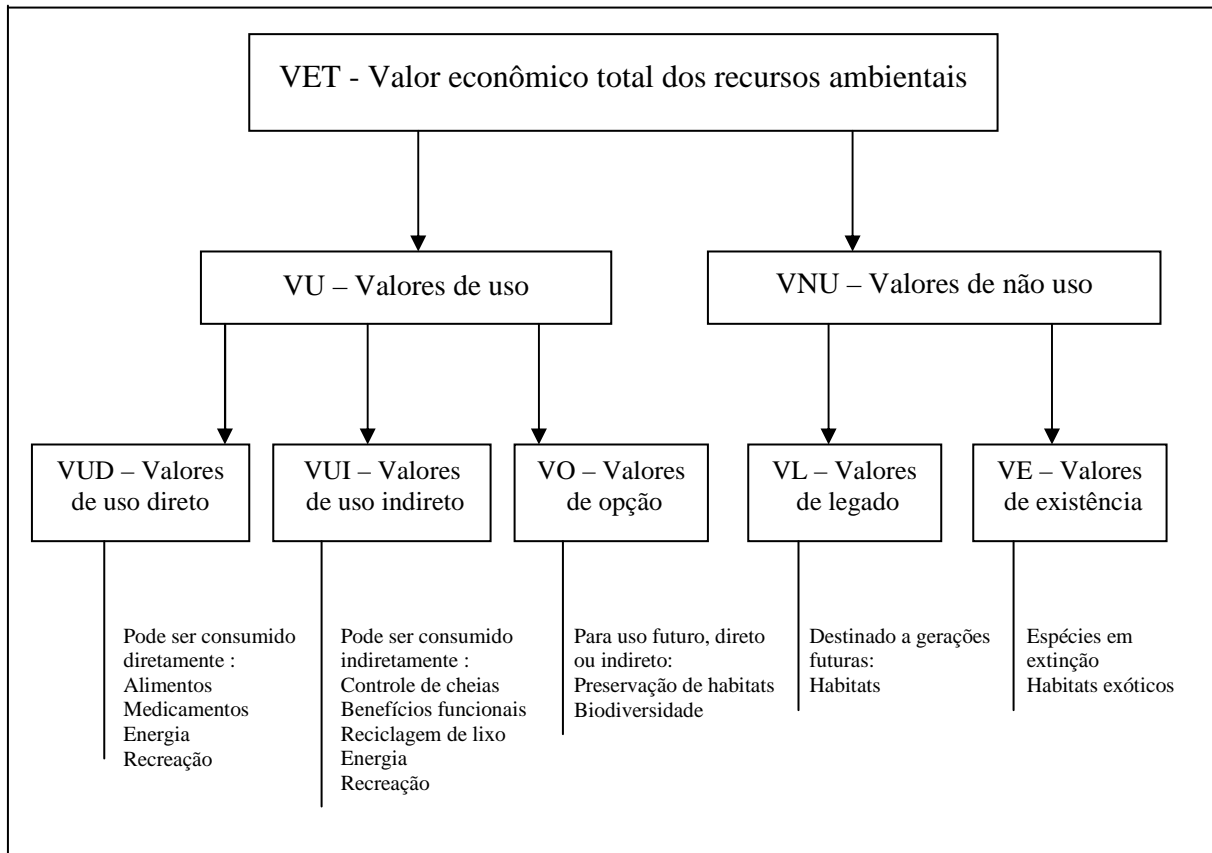 VET - Valor econômico total dos recursos ambientais
VU – Valores de uso
VNU – Valores de não uso
VUD – Valores
de uso direto
VUI – Valores
de uso indireto
VO – Valores
de opção
VL – Valores
de legado
VE – Valores
de existência
Pode ser consumido
diretamente :
Alimentos
Medicamentos
Energia
Recreação
Pode ser consumido
indiretamente :
Controle de cheias
Benefícios funcionais
Reciclagem de lixo
Energia
Recreação
Para uso futuro, direto
ou indireto:
Preservação de habitats
Biodiversidade
Destinado a gerações
futuras:
Habitats
Espécies em
extinção
Habitats exóticos